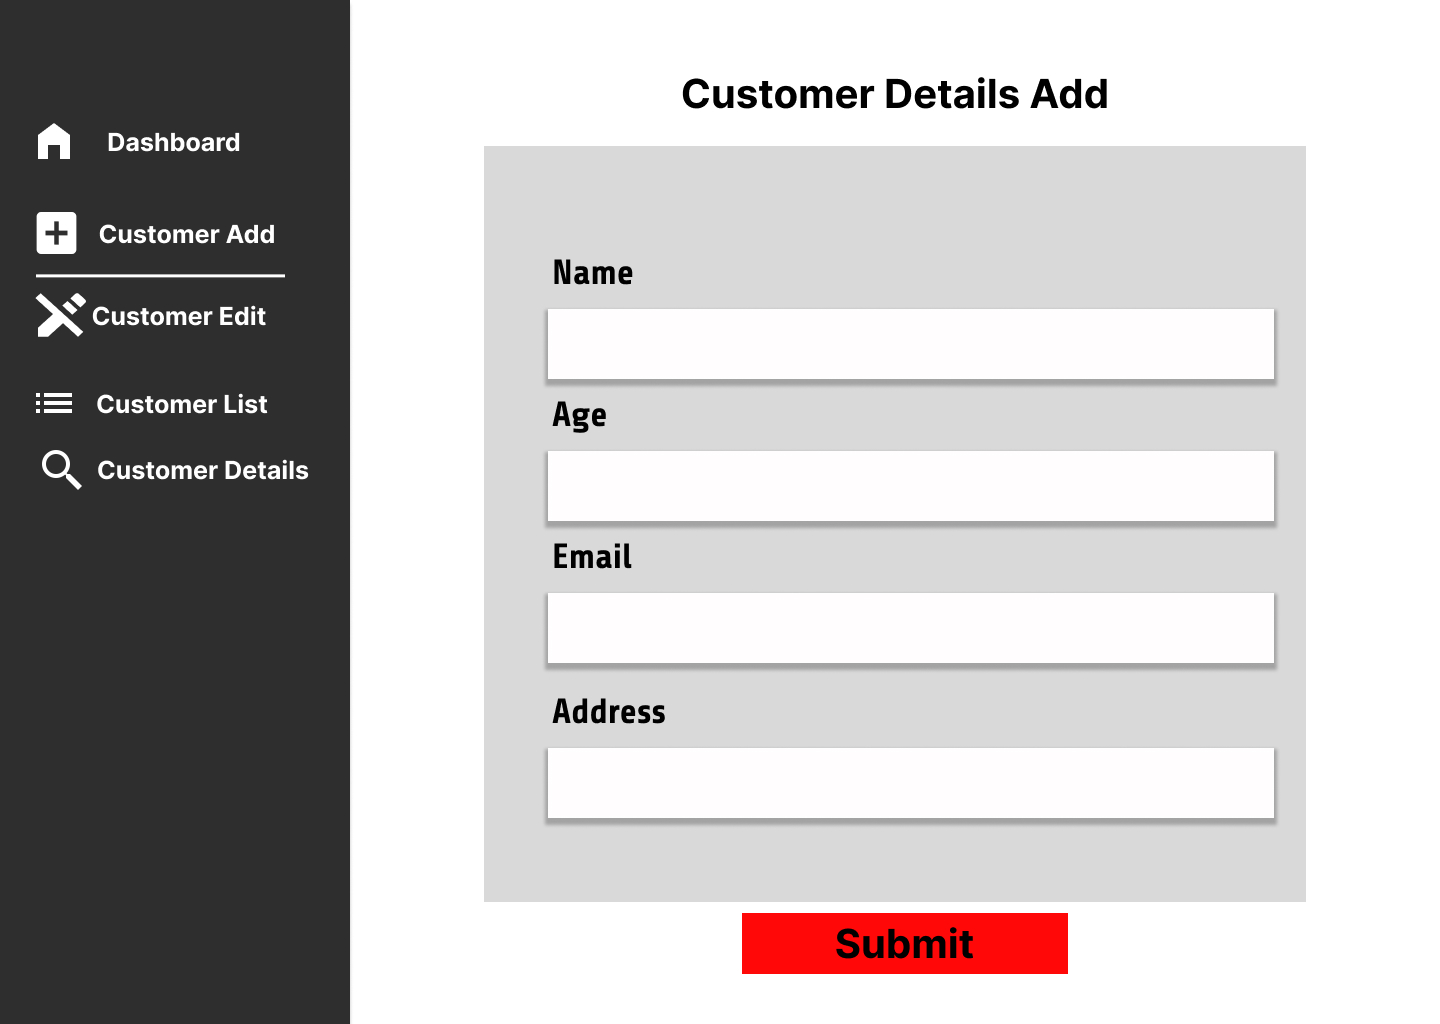 Dashboard
Customer Add
Customer Edit
Customer List
Customer Details
Customer Details Add
Name
Age
Email
Address
Submit